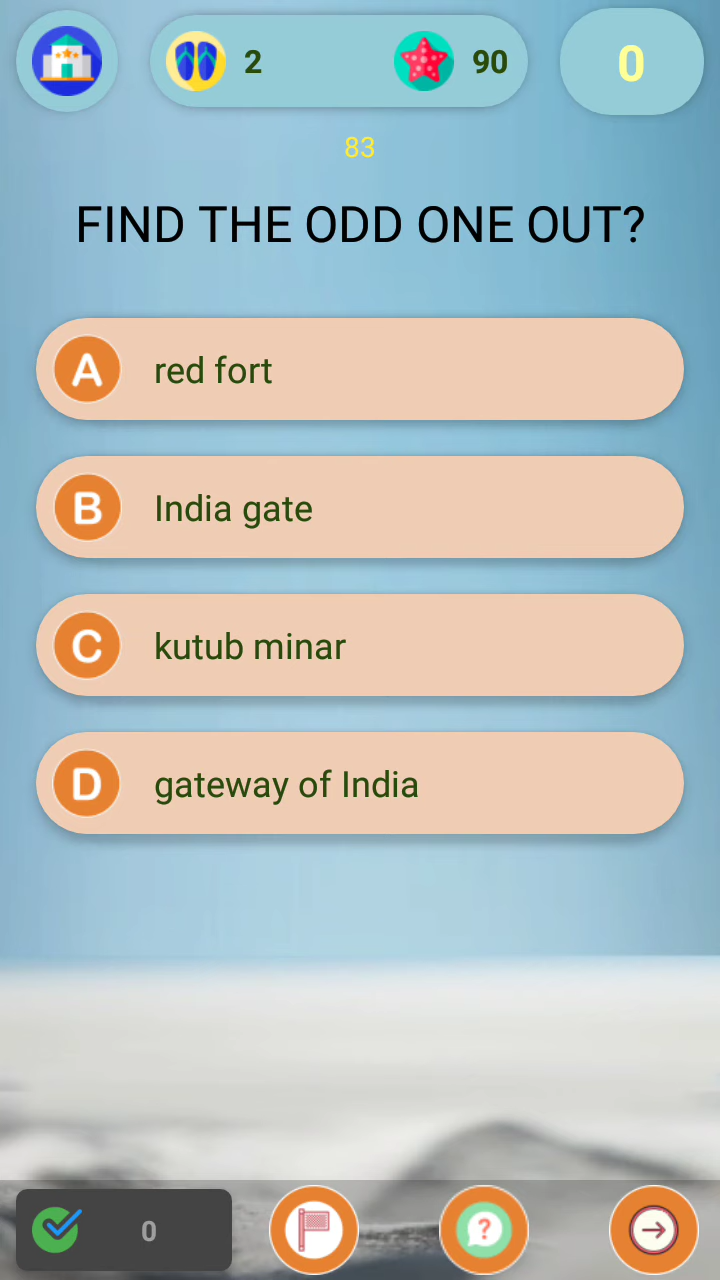 2
90
0
83
FIND THE ODD ONE OUT?
A red fort
B India gate
C kutub minar
D gateway of India
0
?